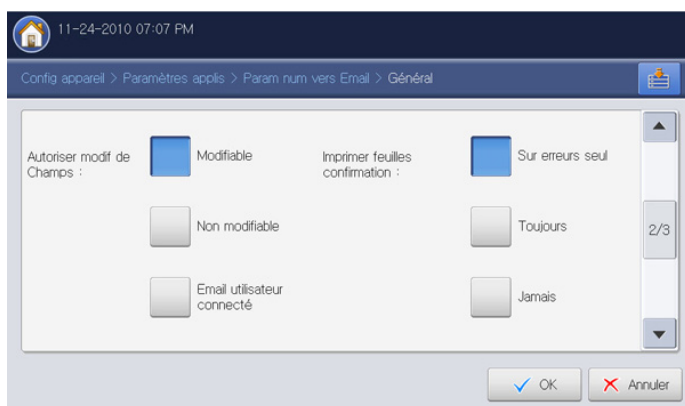 11-24-2010 07:07 PM
Config appareil > Paramètres applis > Param num vers Email > Général
Autoriser modif de
Champs :
Modifiable
Non modifiable
Email utilisateur
connecté
Imprimer feuilles
confirmation :
Sur erreurs seul
Toujours
Jamais
2/3
OK
Annuler